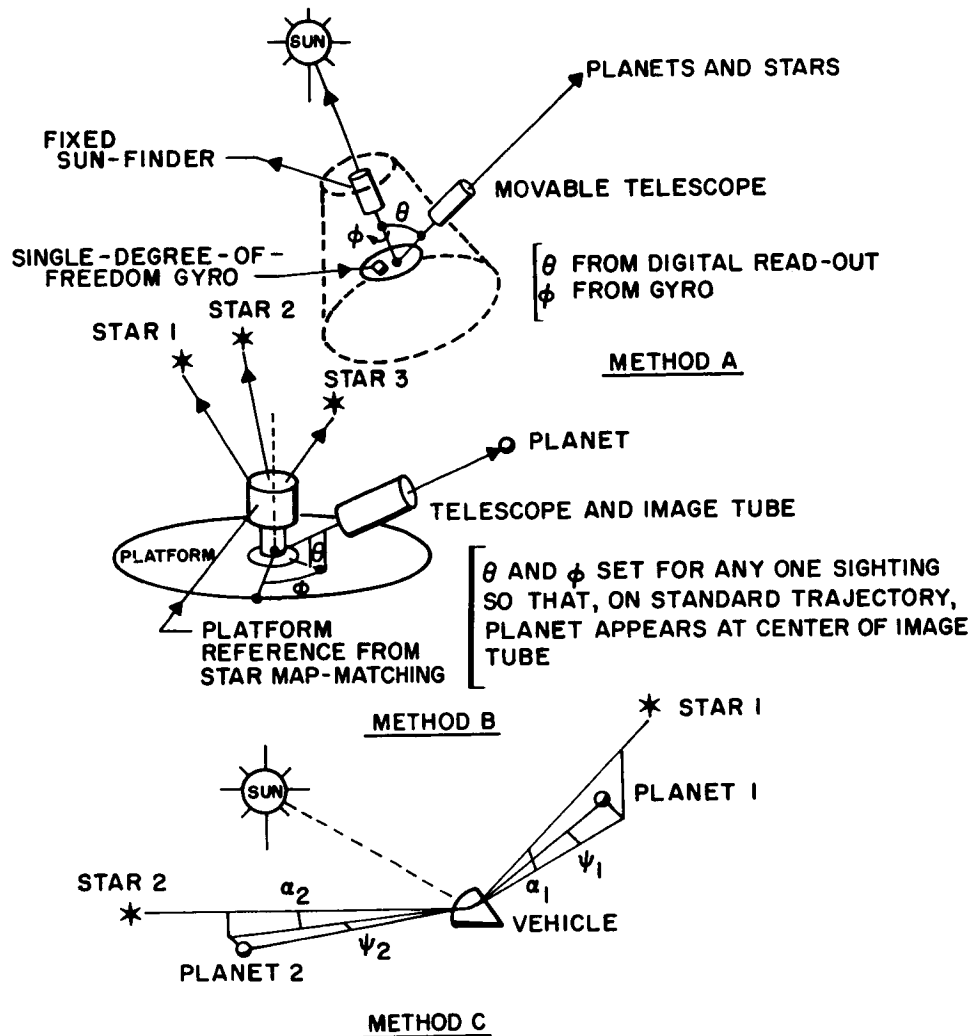 SUN
PLANETS AND STARS
FIXED
SUN-FINDER
MOVABLE TELESCOPE
θ
ϕ
SINGLE-DEGREE-OF-
FREEDOM GYRO
θ FROM DIGITAL READ-OUT
ϕ FROM GYRO
METHOD A
STAR 1
STAR 2
STAR 3
PLANET
TELESCOPE AND IMAGE TUBE
PLATFORM
θ
ϕ
θ AND ϕ SET FOR ANY ONE SIGHTING
SO THAT, ON STANDARD TRAJECTORY,
PLANET APPEARS AT CENTER OF IMAGE
TUBE
PLATFORM
REFERENCE FROM
STAR MAP-MATCHING
METHOD B
STAR 1
SUN
PLANET 1
ψ1
α1
STAR 2
α2
VEHICLE
ψ2
PLANET 2
METHOD C